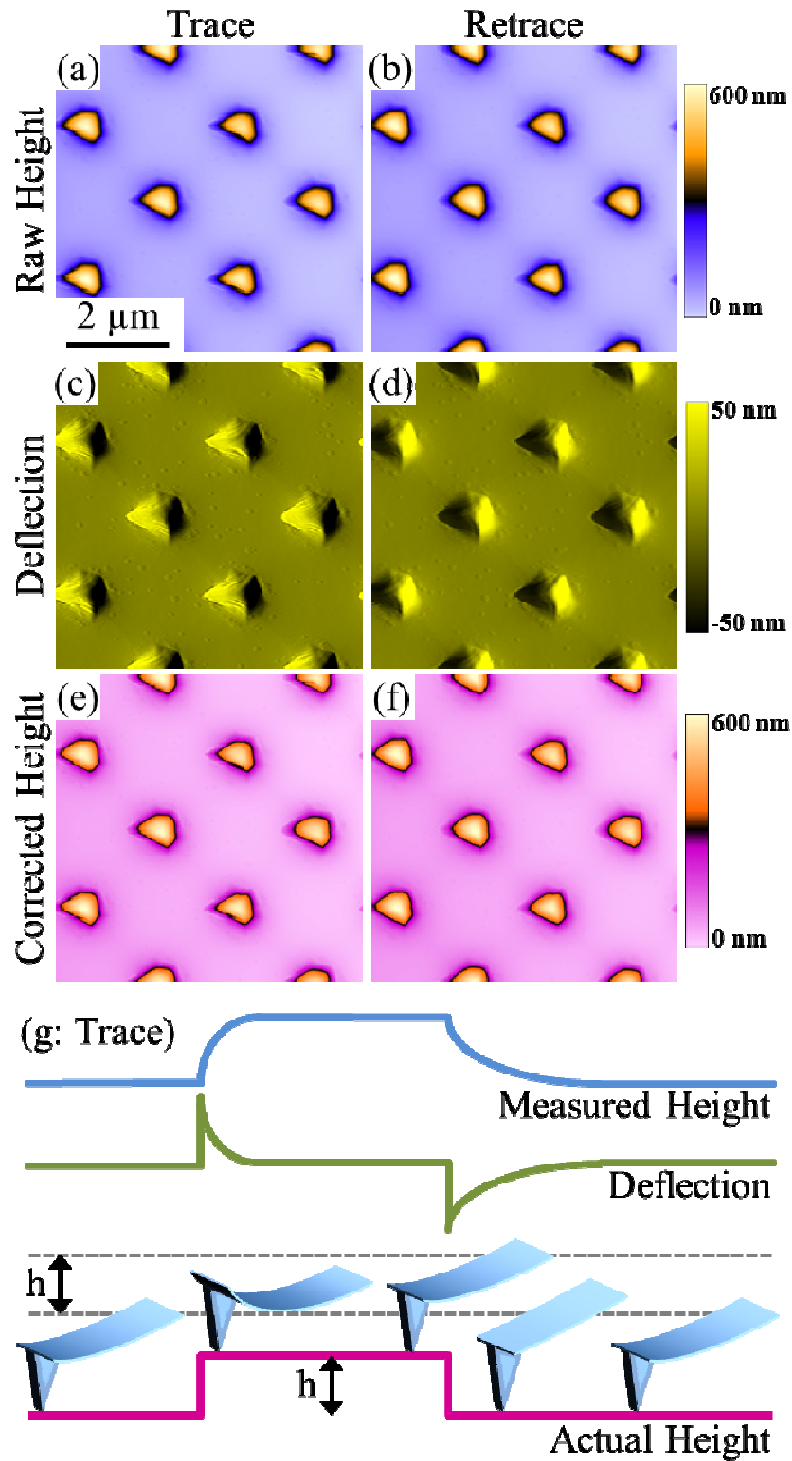 Trace
Retrace
Raw Height
(a)
(b)
600 nm
0 nm
2 µm
Deflection
(c)
(d)
50 nm
-50 nm
Corrected Height
(e)
(f)
600 nm
0 nm
(g: Trace)
Measured Height
Deflection
h
h
Actual Height